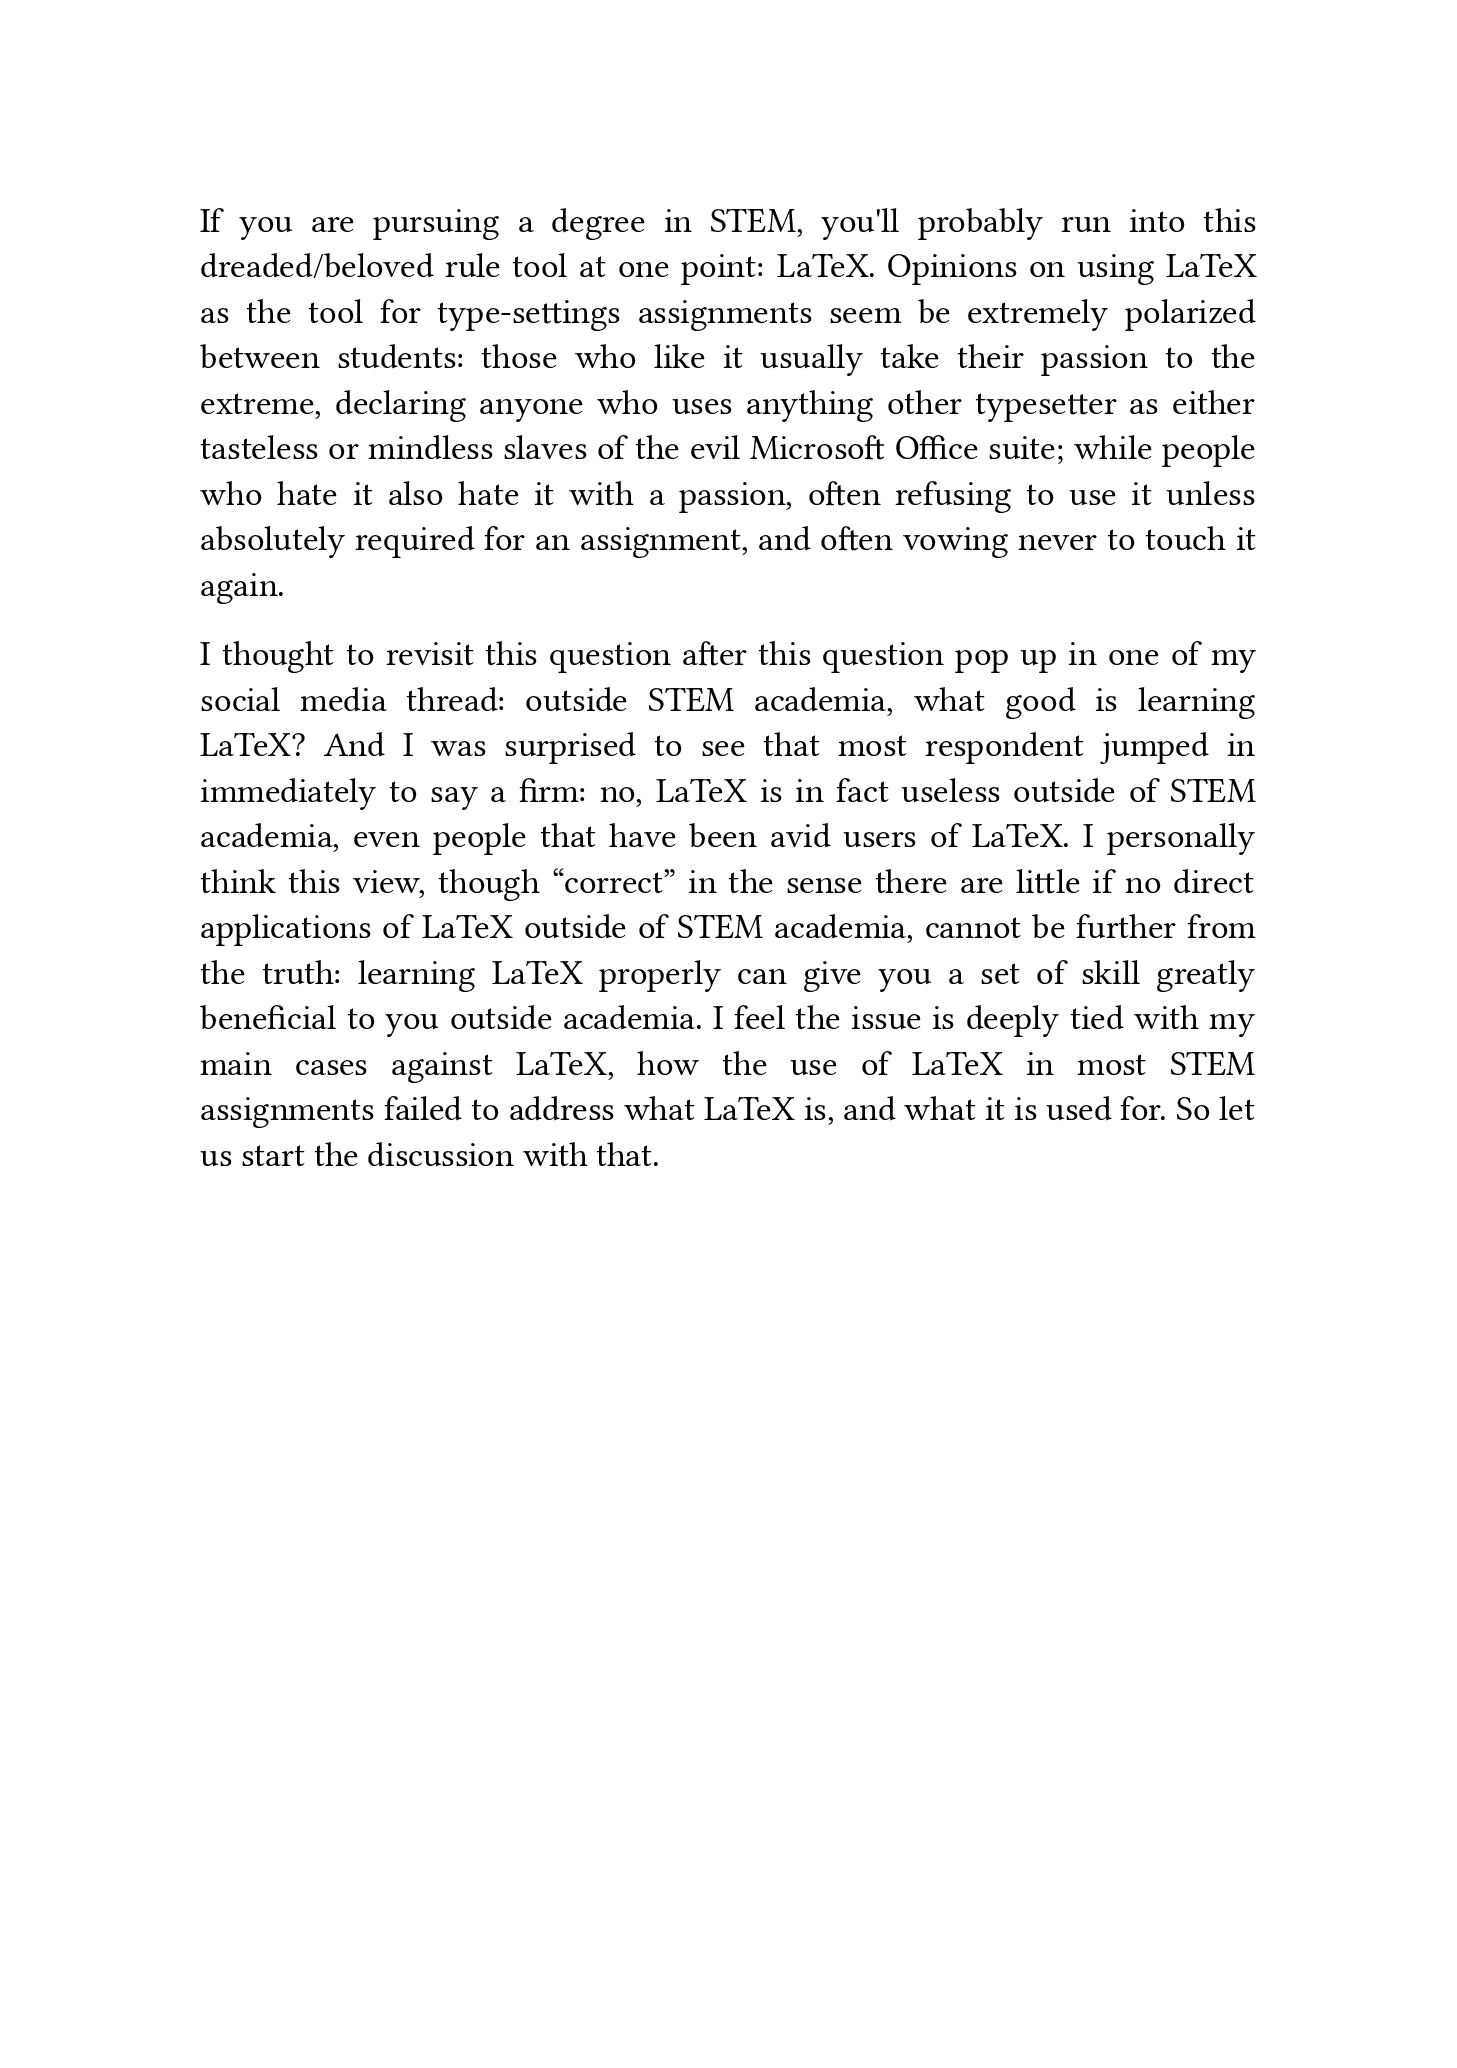 If you are pursuing a degree in STEM, you'll probably run into this
dreaded/beloved rule tool at one point: LaTeX. Opinions on using LaTeX
as the tool for type-settings assignments seem be extremely polarized
between students: those who like it usually take their passion to the
extreme, declaring anyone who uses anything other typesetter as either
tasteless or mindless slaves of the evil Microsoft Office suite; while people
who hate it also hate it with a passion, often refusing to use it unless
absolutely required for an assignment, and often vowing never to touch it
again.
I thought to revisit this question after this question pop up in one of my
social media thread: outside STEM academia, what good is learning
LaTeX? And I was surprised to see that most respondent jumped in
immediately to say a firm: no, LaTeX is in fact useless outside of STEM
academia, even people that have been avid users of LaTeX. I personally
think this view, though “correct” in the sense there are little if no direct
applications of LaTeX outside of STEM academia, cannot be further from
the truth: learning LaTeX properly can give you a set of skill greatly
beneficial to you outside academia. I feel the issue is deeply tied with my
main cases against LaTeX, how the use of LaTeX in most STEM
assignments failed to address what LaTeX is, and what it is used for. So let
us start the discussion with that.